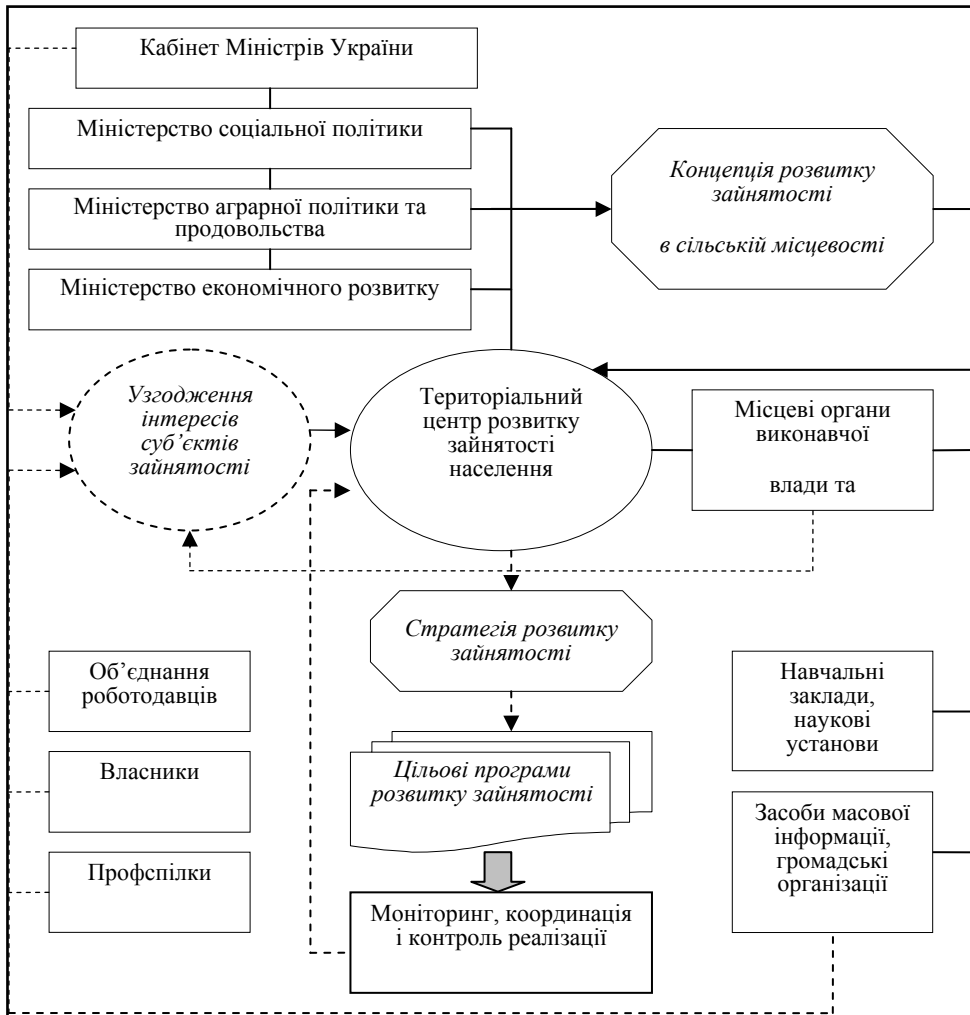 Кабінет Міністрів України
Міністерство соціальної політики
Міністерство аграрної політики та
продовольства
Міністерство економічного розвитку
Концепція розвитку
зайнятості
в сільській місцевості
Узгодження
інтересів
суб’єктів
зайнятості
Територіальний
центр розвитку
зайнятості
населення
Місцеві органи
виконавчої
влади та
Стратегія розвитку
зайнятості
Об’єднання
роботодавців
Власники
Профспілки
Цільові програми
розвитку зайнятості
Моніторинг, координація
і контроль реалізації
Навчальні
заклади,
наукові
установи
Засоби масової
інформації,
громадські
організації